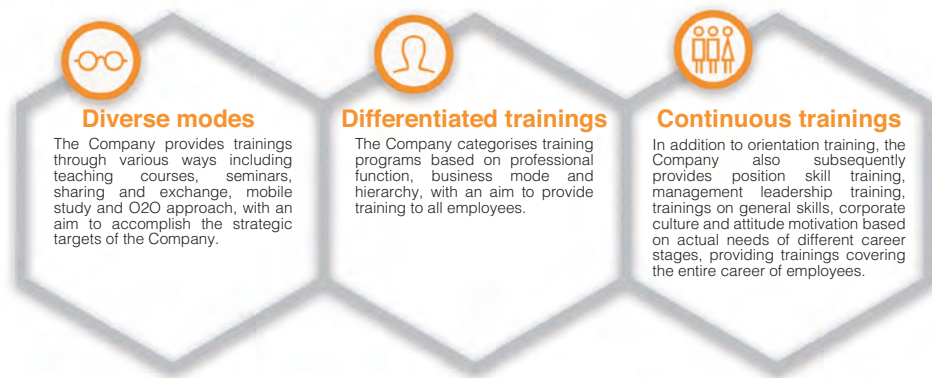 Diverse modes
The Company provides trainings
through various ways including
teaching courses, seminars,
sharing and exchange, mobile
study and O2O approach, with an
aim to accomplish the strategic
targets of the Company.
Differentiated trainings
The Company categorises training
programs based on professional
function, business mode and
hierarchy, with an aim to provide
training to all employees.
Continuous trainings
In addition to orientation training, the
Company also subsequently
provides position skill training,
management leadership training,
trainings on general skills, corporate
culture and attitude motivation based
on actual needs of different career
stages, providing trainings covering
the entire career of employees.